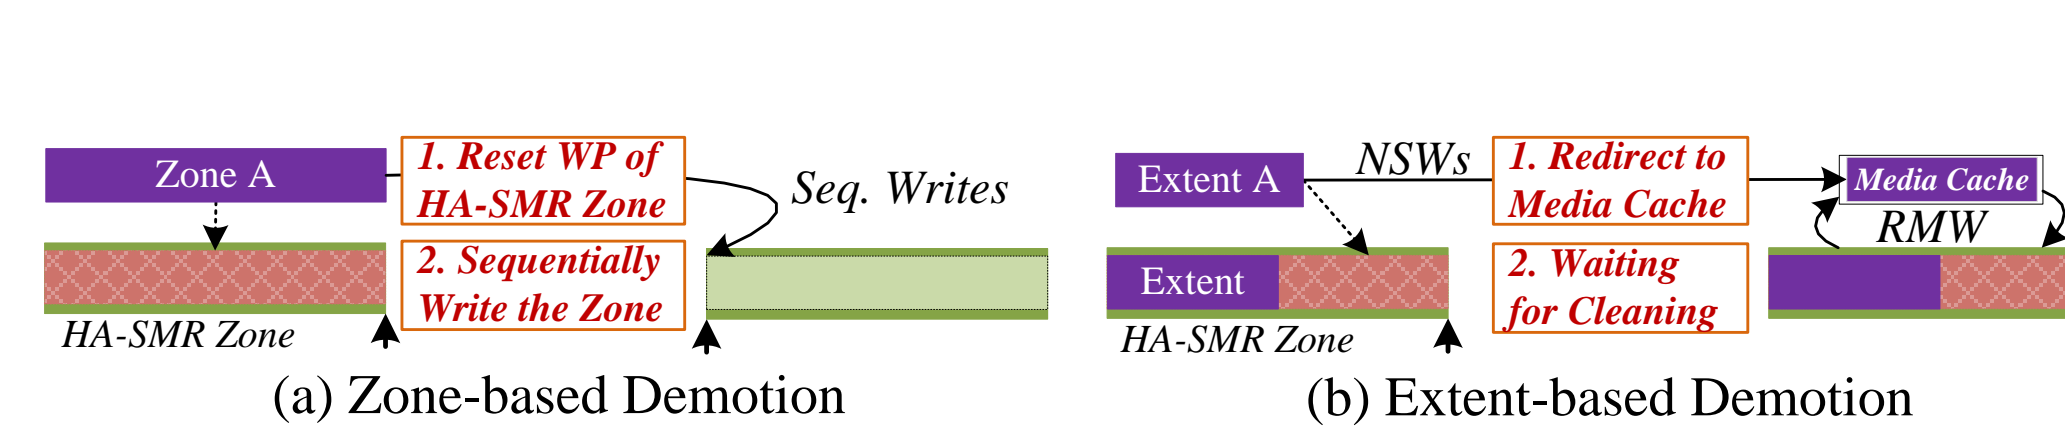 Zone A
1. Reset WP of
HA-SMR Zone
Seq. Writes
2. Sequentially
Write the Zone
HA-SMR Zone
(a) Zone-based Demotion
Extent A
NSWs
1. Redirect to
Media Cache
Media Cache
RMW
Extent
2. Waiting
for Cleaning
HA-SMR Zone
(b) Extent-based Demotion